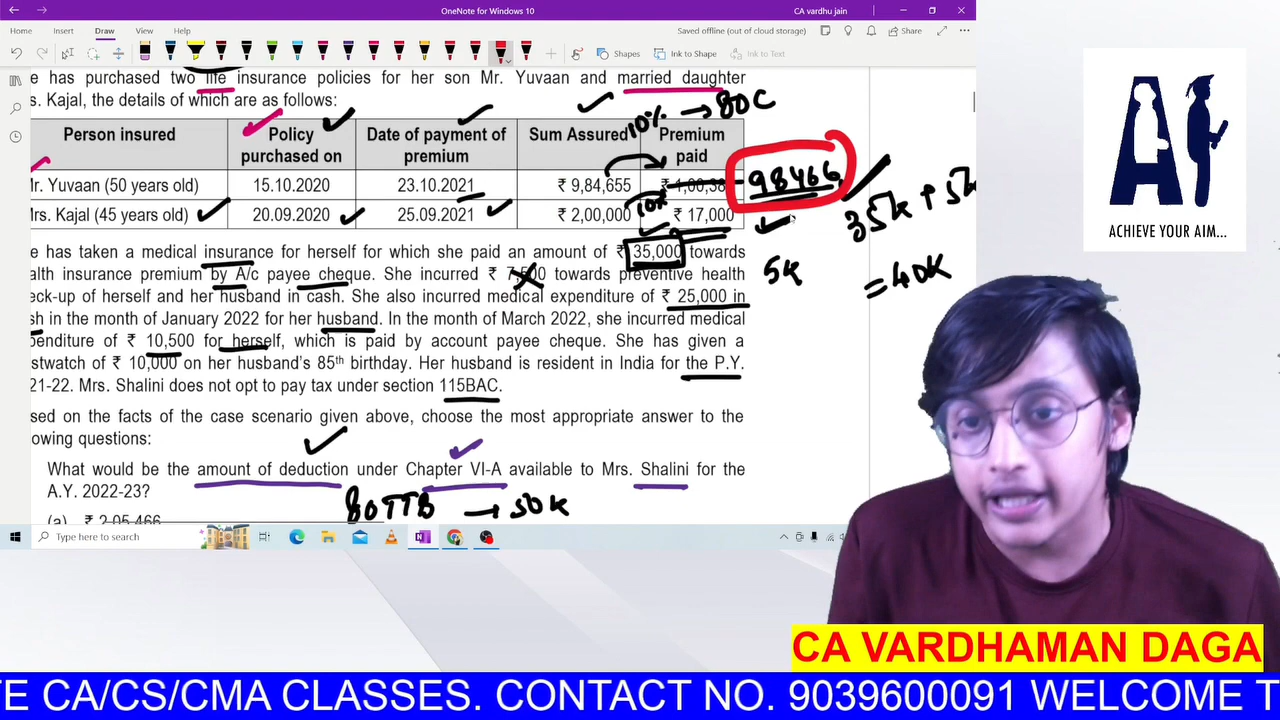 OneNote for Windows 10
CA vardhu jain
Home Insert Draw View Help Saved offline (out of cloud storage) Share
Shapes Ink to Shape Ink to Text
e has purchased two life insurance policies for her son Mr. Yuvaan and married daughter
s. Kajal, the details of which are as follows:
10% → 80C
Person insured Policy purchased on Date of payment of premium Sum Assured Premium paid
Mr. Yuvaan (50 years old) 15.10.2020 23.10.2021 ₹ 9,84,655 98466
Mrs. Kajal (45 years old) 20.09.2020 25.09.2021 ₹ 2,00,000 10% ₹ 17,000
35k + 5k
= 40k
5k
e has taken a medical insurance for herself for which she paid an amount of ₹ 35,000 towards
alth insurance premium by A/c payee cheque. She incurred ₹ 7,500 towards preventive health
eck-up of herself and her husband in cash. She also incurred medical expenditure of ₹ 25,000 in
sh in the month of January 2022 for her husband. In the month of March 2022, she incurred medical
penditure of ₹ 10,500 for herself, which is paid by account payee cheque. She has given a
stwatch of ₹ 10,000 on her husband's 85th birthday. Her husband is resident in India for the P.Y.
21-22. Mrs. Shalini does not opt to pay tax under section 115BAC.
sed on the facts of the case scenario given above, choose the most appropriate answer to the
owing questions:
What would be the amount of deduction under Chapter VI-A available to Mrs. Shalini for the
A.Y. 2022-23?
80TTB → 50k
(a) ₹ 2,05,466
Type here to search
AI
ACHIEVE YOUR AIM...
CA VARDHAMAN DAGA
TE CA/CS/CMA CLASSES. CONTACT NO. 9039600091 WELCOME T